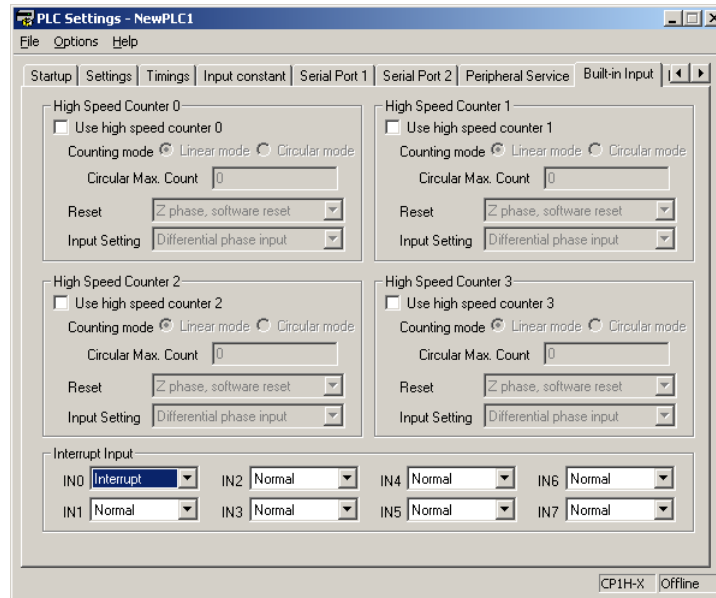 PLC Settings - NewPLC1
File Options Help
Startup Settings Timings Input constant Serial Port 1 Serial Port 2 Peripheral Service Built-in Input
High Speed Counter 0
Use high speed counter 0
Counting mode Linear mode Circular mode
Circular Max. Count 0
Reset Z phase, software reset
Input Setting Differential phase input
High Speed Counter 1
Use high speed counter 1
Counting mode Linear mode Circular mode
Circular Max. Count 0
Reset Z phase, software reset
Input Setting Differential phase input
High Speed Counter 2
Use high speed counter 2
Counting mode Linear mode Circular mode
Circular Max. Count 0
Reset Z phase, software reset
Input Setting Differential phase input
High Speed Counter 3
Use high speed counter 3
Counting mode Linear mode Circular mode
Circular Max. Count 0
Reset Z phase, software reset
Input Setting Differential phase input
Interrupt Input
IN0 Interrupt IN2 Normal IN4 Normal IN6 Normal
IN1 Normal IN3 Normal IN5 Normal IN7 Normal
CP1H-X Offline